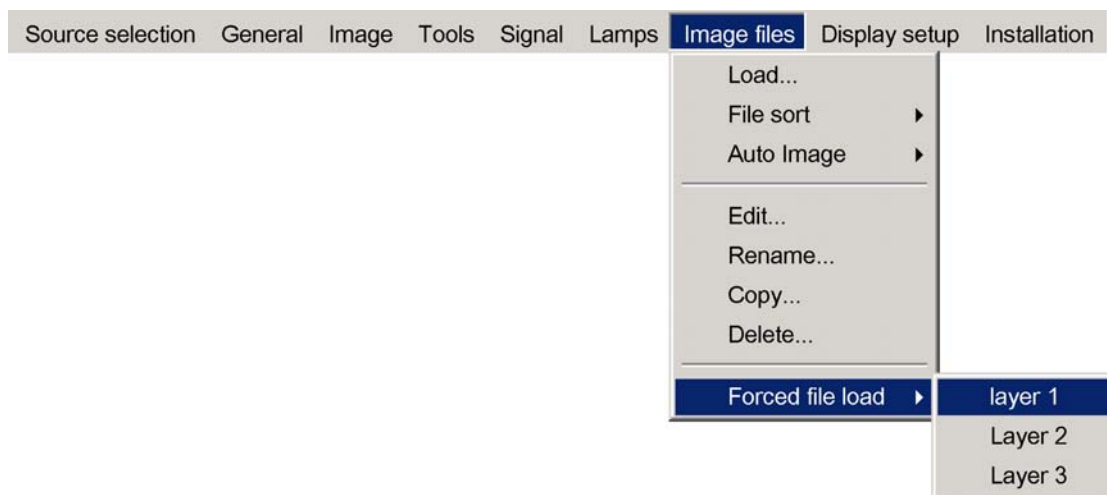 Source selection General Image Tools Signal Lamps Image files Display setup Installation
Load...
File sort
Auto Image
Edit...
Rename...
Copy...
Delete...
Forced file load
layer 1
Layer 2
Layer 3